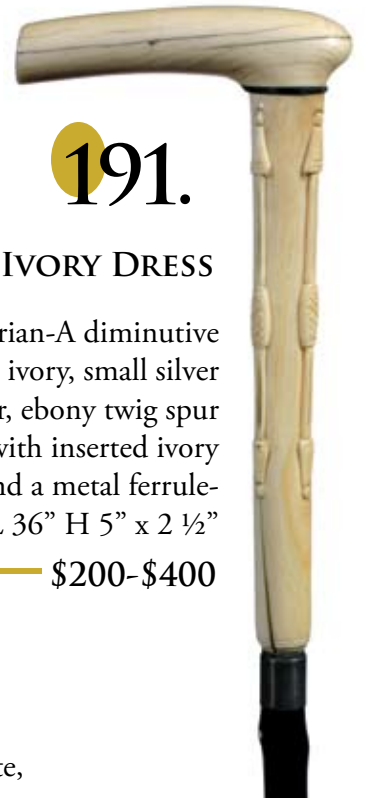 191.
Ivory Dress
rian-A diminutive
ivory, small silver
r, ebony twig spur
with inserted ivory
nd a metal ferrule-
L 36” H 5” x 2 ½”
$200-$400
te,